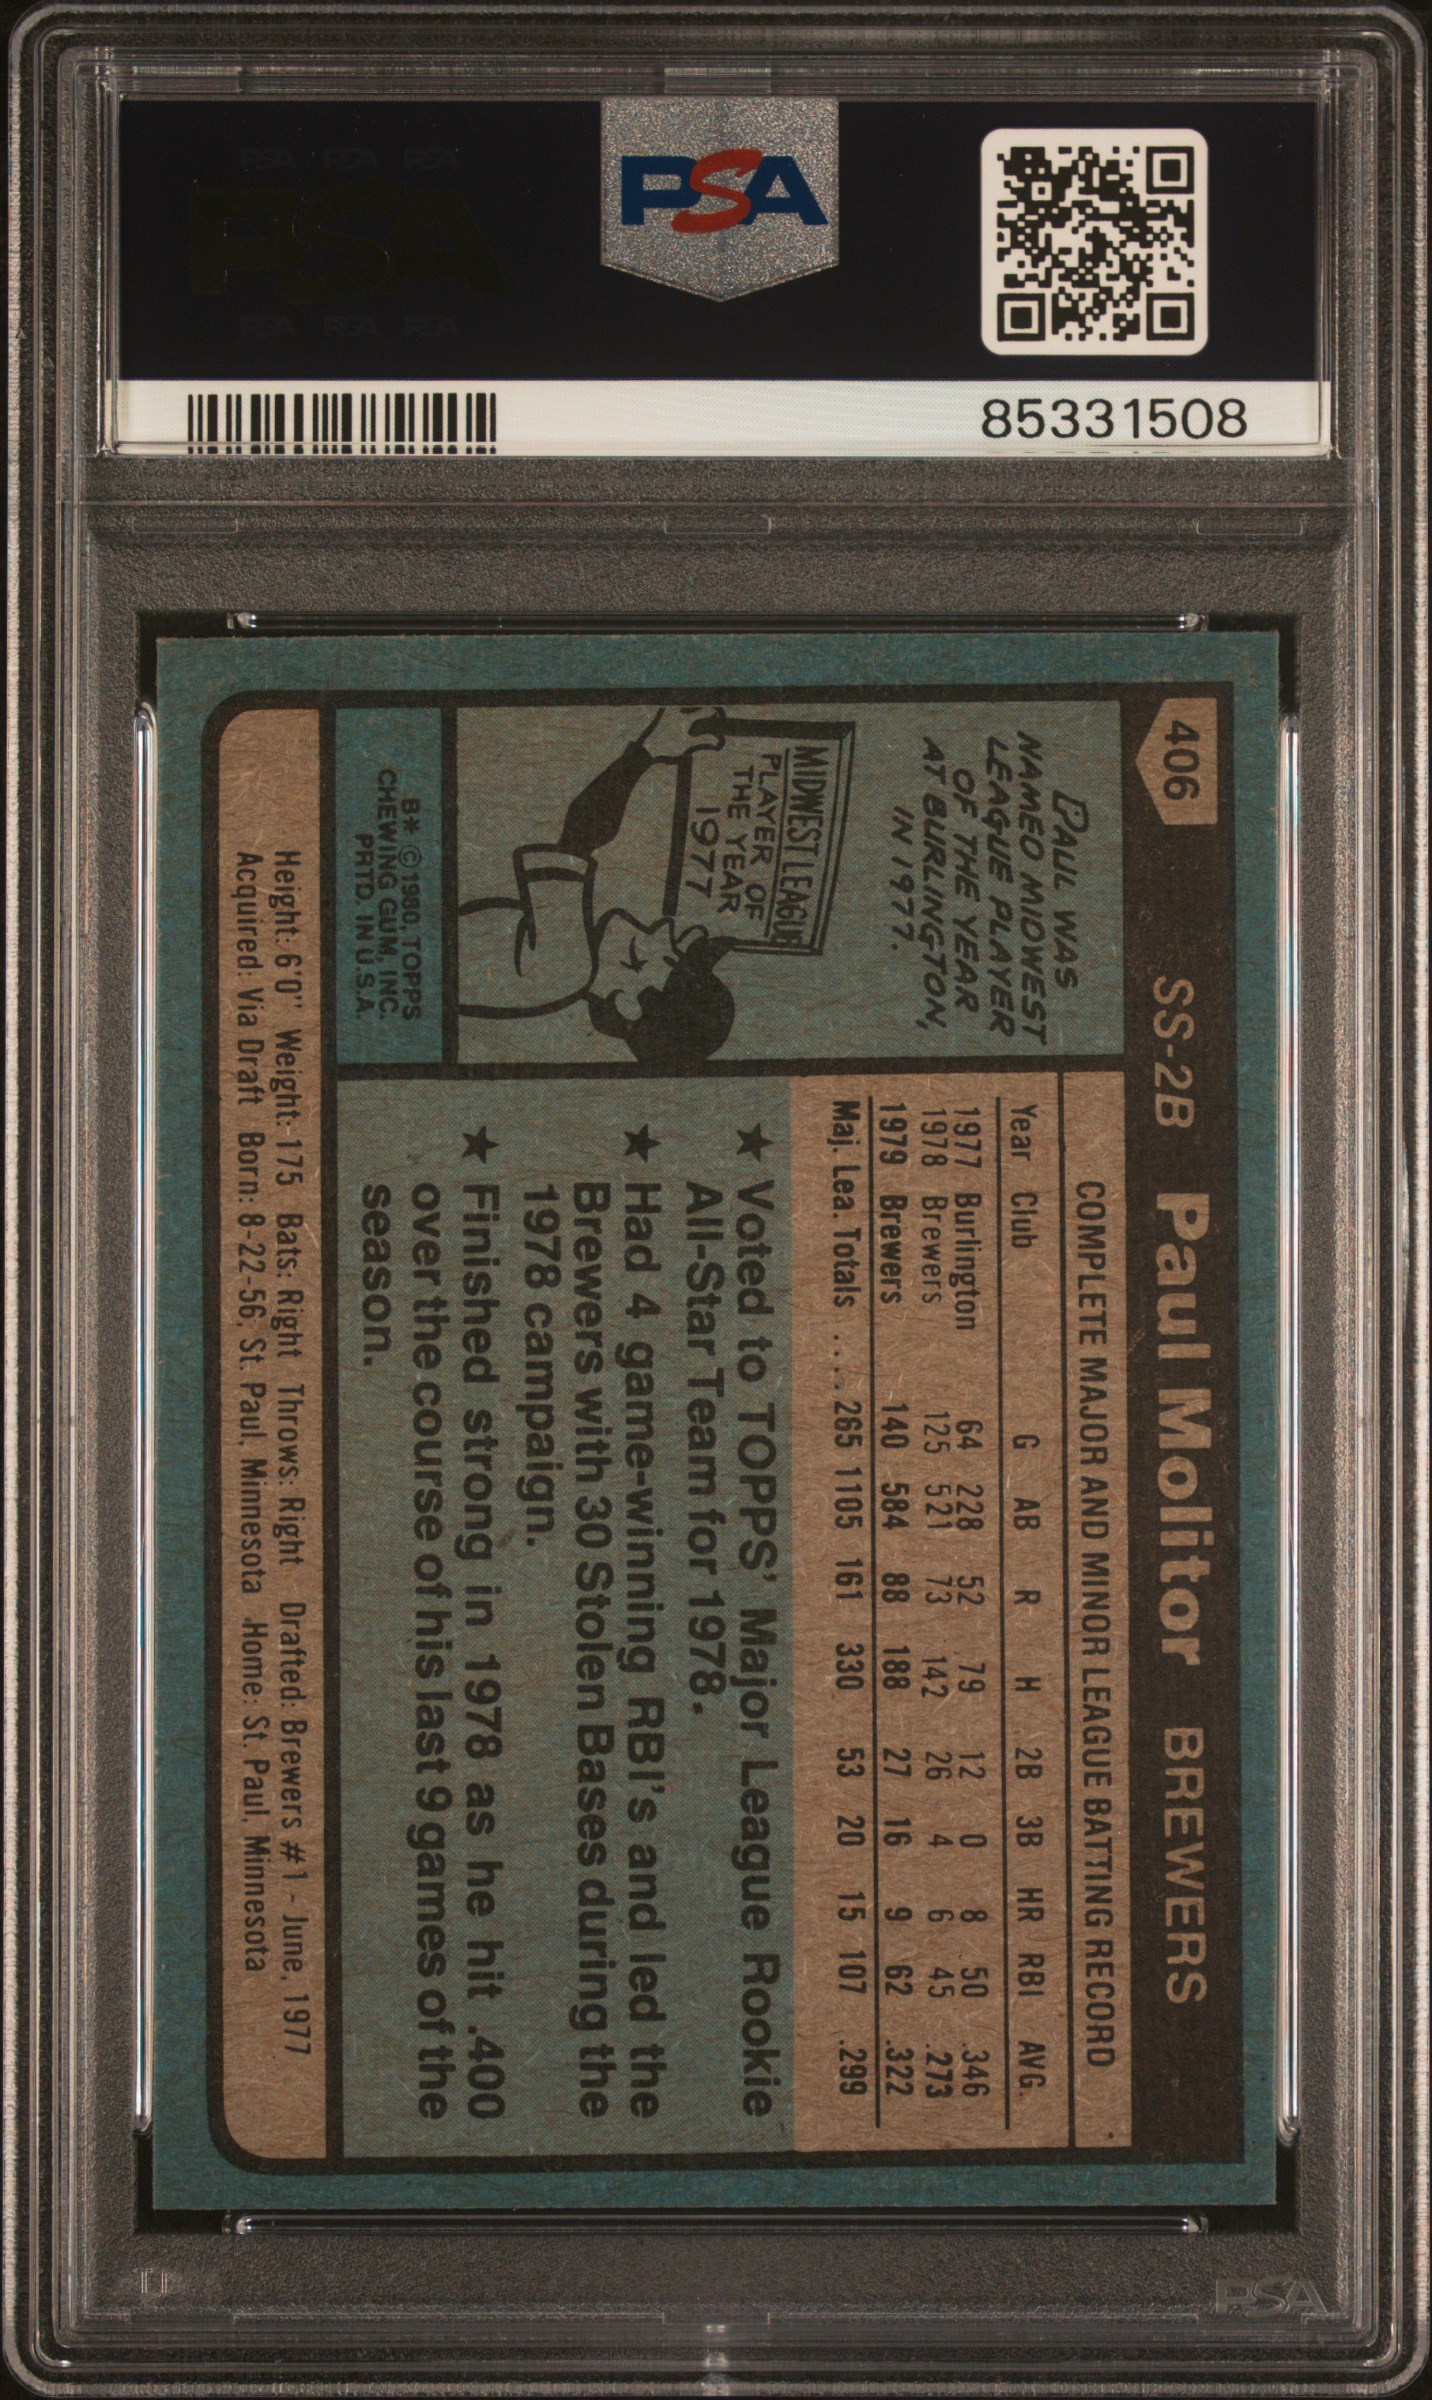 PSA PSA PSA
PSA
PSA PSA PSA
PSA
85331508
406 SS-2B Paul Molitor BREWERS
PAUL WAS
NAMED MIDWEST
LEAGUE PLAYER
OF THE YEAR
AT BURLINGTON,
IN 1977.
MIDWEST LEAGUE
PLAYER OF
THE YEAR
1977
B* © 1980, TOPPS
CHEWING GUM, INC.
PRTD. IN U.S.A.
COMPLETE MAJOR AND MINOR LEAGUE BATTING RECORD
Year Club G AB R H 2B 3B HR RBI AVG.
1977 Burlington 64 228 52 79 12 0 8 50 .346
1978 Brewers 125 521 73 142 26 4 6 45 .273
1979 Brewers 140 584 88 188 27 16 9 62 .322
Maj. Lea. Totals .... 265 1105 161 330 53 20 15 107 .299
★ Voted to TOPPS' Major League Rookie
All-Star Team for 1978.
★ Had 4 game-winning RBI's and led the
Brewers with 30 Stolen Bases during the
1978 campaign.
★ Finished strong in 1978 as he hit .400
over the course of his last 9 games of the
season.
Height: 6'0" Weight: 175 Bats: Right Throws: Right Drafted: Brewers #1 - June, 1977
Acquired: Via Draft Born: 8-22-56, St. Paul, Minnesota Home: St. Paul, Minnesota
PSA